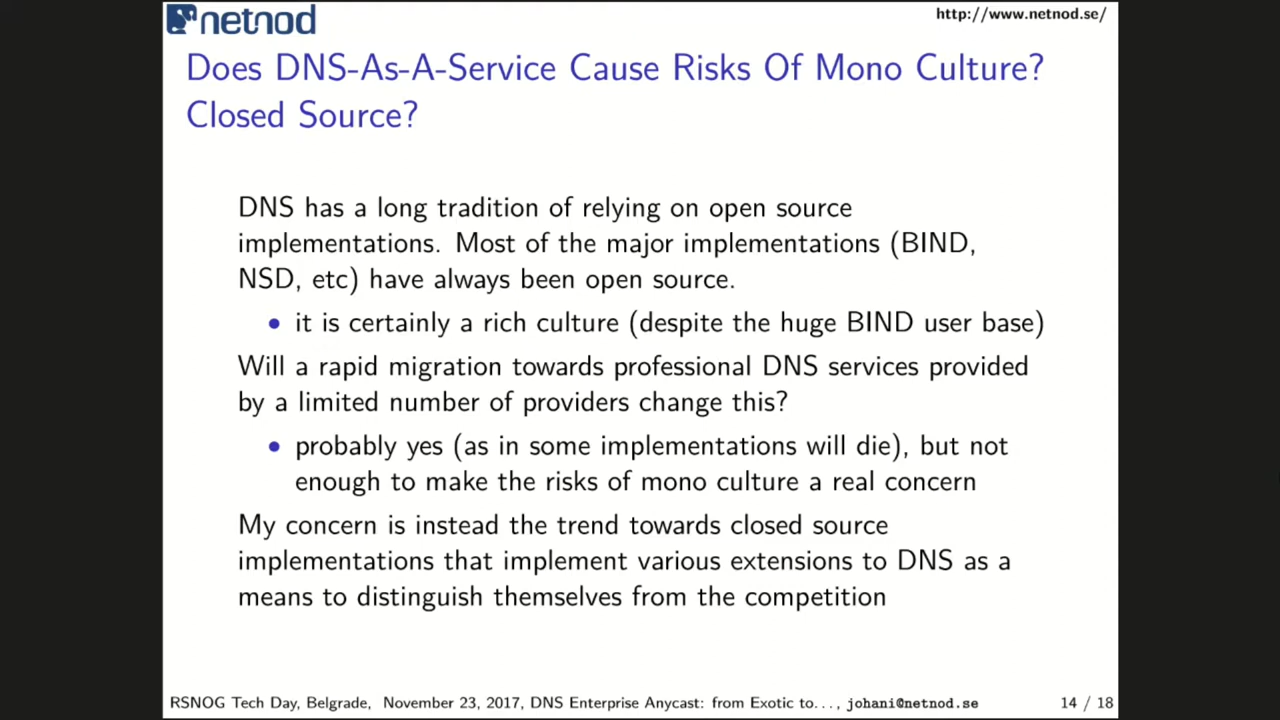 netnod
http://www.netnod.se/
Does DNS-As-A-Service Cause Risks Of Mono Culture?
Closed Source?
DNS has a long tradition of relying on open source
implementations. Most of the major implementations (BIND,
NSD, etc) have always been open source.
• it is certainly a rich culture (despite the huge BIND user base)
Will a rapid migration towards professional DNS services provided
by a limited number of providers change this?
• probably yes (as in some implementations will die), but not
enough to make the risks of mono culture a real concern
My concern is instead the trend towards closed source
implementations that implement various extensions to DNS as a
means to distinguish themselves from the competition
RSNOG Tech Day, Belgrade, November 23, 2017, DNS Enterprise Anycast: from Exotic to..., johani@netnod.se 14 / 18